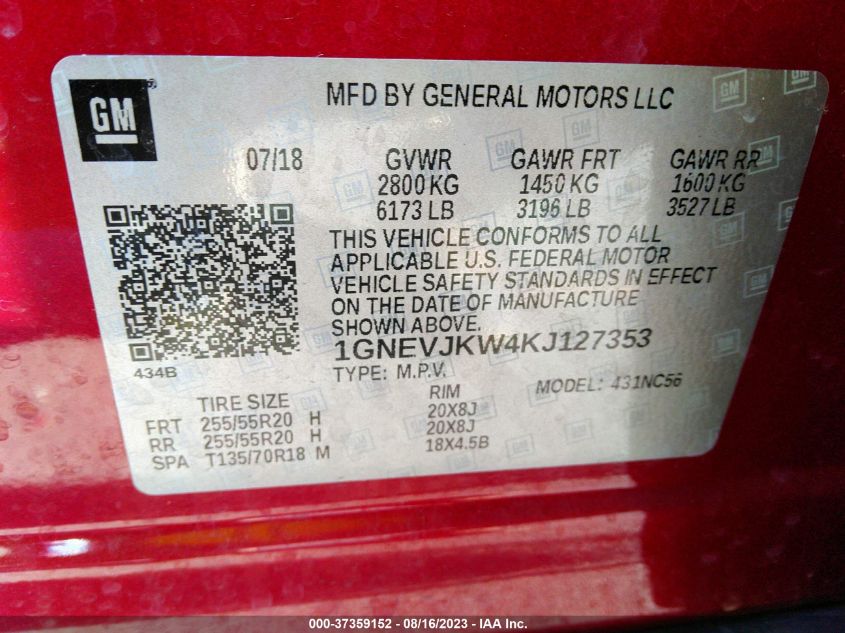 GM
MFD BY GENERAL MOTORS LLC
07/18 GVWR GAWR FRT GAWR RR
2800 KG 1450 KG 1600 KG
6173 LB 3196 LB 3527 LB
THIS VEHICLE CONFORMS TO ALL
APPLICABLE U.S. FEDERAL MOTOR
VEHICLE SAFETY STANDARDS IN EFFECT
ON THE DATE OF MANUFACTURE
SHOWN ABOVE.
1GNEVJKW4KJ127353
434B
TYPE: M.P.V. MODEL: 431NC56
TIRE SIZE RIM
FRT 255/55R20 H 20X8J
RR 255/55R20 H 20X8J
SPA T135/70R18 M 18X4.5B
000-37359152 - 08/16/2023 - IAA Inc.